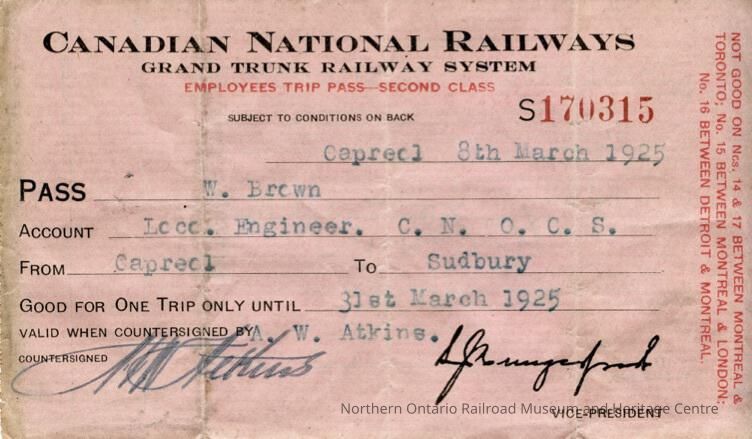 CANADIAN NATIONAL RAILWAYS
GRAND TRUNK RAILWAY SYSTEM
EMPLOYEES TRIP PASS—SECOND CLASS
SUBJECT TO CONDITIONS ON BACK
S170315
Capreol 8th March 1925
PASS W. Brown
ACCOUNT Loco. Engineer. C. N. O. C. S.
FROM Capreol TO Sudbury
GOOD FOR ONE TRIP ONLY UNTIL 31st March 1925
VALID WHEN COUNTERSIGNED BY A. W. Atkins.
COUNTERSIGNED AW Atkins
VICE-PRESIDENT
Northern Ontario Railroad Museum and Heritage Centre
NOT GOOD ON Nos. 14 & 17 BETWEEN MONTREAL &
TORONTO; No. 15 BETWEEN MONTREAL & LONDON;
No. 16 BETWEEN DETROIT & MONTREAL.